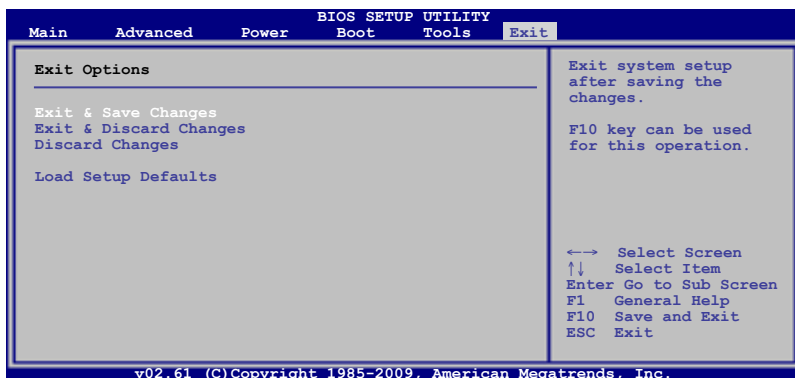 BIOS SETUP UTILITY
Main Advanced Power Boot Tools Exit
Exit Options
Exit & Save Changes
Exit & Discard Changes
Discard Changes
Load Setup Defaults
Exit system setup
after saving the
changes.
F10 key can be used
for this operation.
←→ Select Screen
↑↓ Select Item
Enter Go to Sub Screen
F1 General Help
F10 Save and Exit
ESC Exit
v02.61 (C)Copyright 1985-2009, American Megatrends, Inc.